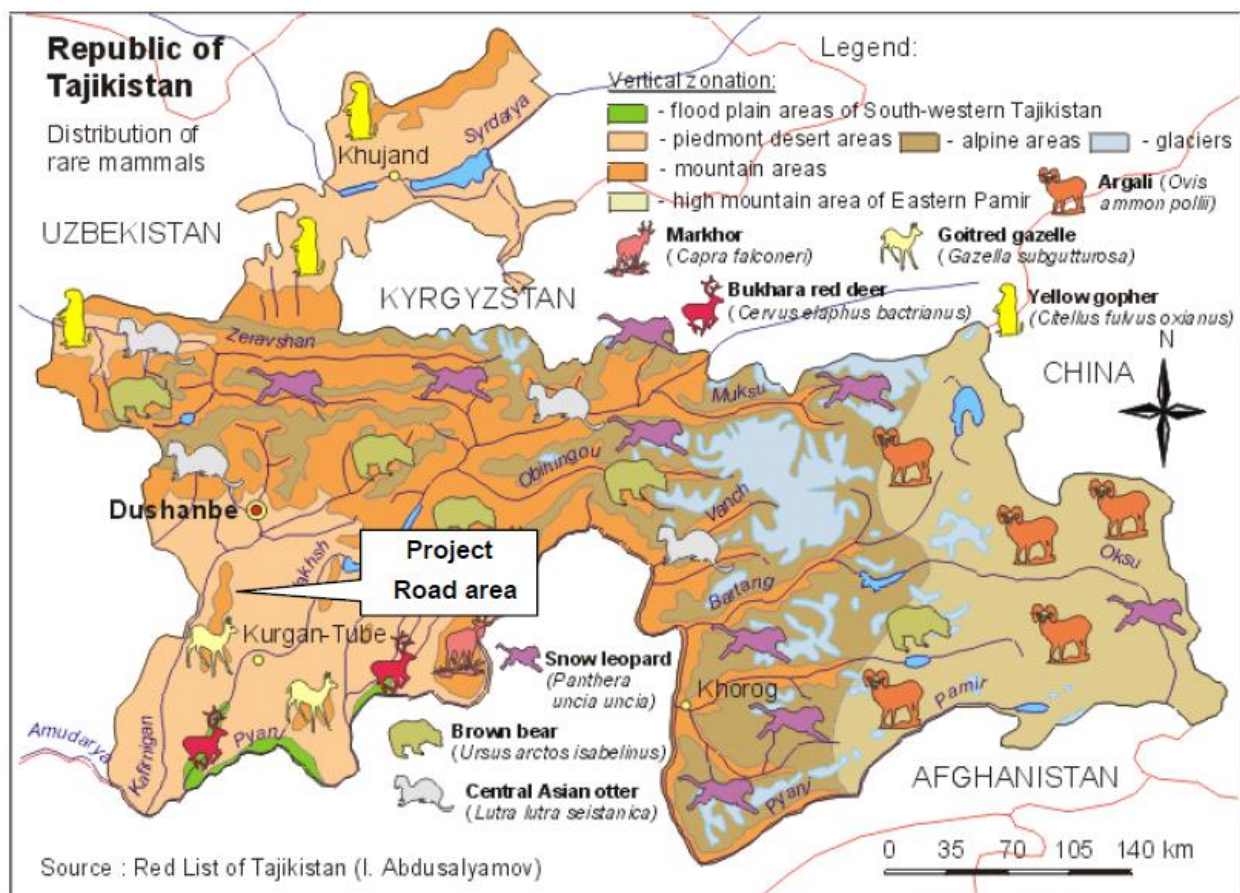 Republic of
Tajikistan
Distribution of
rare mammals
Legend:
Vertical zonation:
- flood plain areas of South-western Tajikistan
- piedmont desert areas
- alpine areas
- glaciers
- mountain areas
- high mountain area of Eastern Pamir
Argali (Ovis
ammon pollii)
Markhor
(Capra falconeri)
Goitred gazelle
(Gazella subgutturosa)
Bukhara red deer
(Cervus elaphus bactrianus)
Yellow gopher
(Citellus fulvus oxianus)
UZBEKISTAN
KYRGYZSTAN
CHINA
N
Khujand
Syrdarya
Zeravshan
Muksu
Obihingou
Vanch
Dushanbe
Project
Road area
akhsh
Bartang
Oksu
Kurgan-Tube
Khorog
Pamir
Snow leopard
(Panthera
uncia uncia)
Brown bear
(Ursus arctos isabelinus)
Central Asian otter
(Lutra lutra seistanica)
Amudarya
Kafirnigan
Pyanj
Pyanj
AFGHANISTAN
Source : Red List of Tajikistan (I. Abdusalyamov)
0 35 70 105 140 km